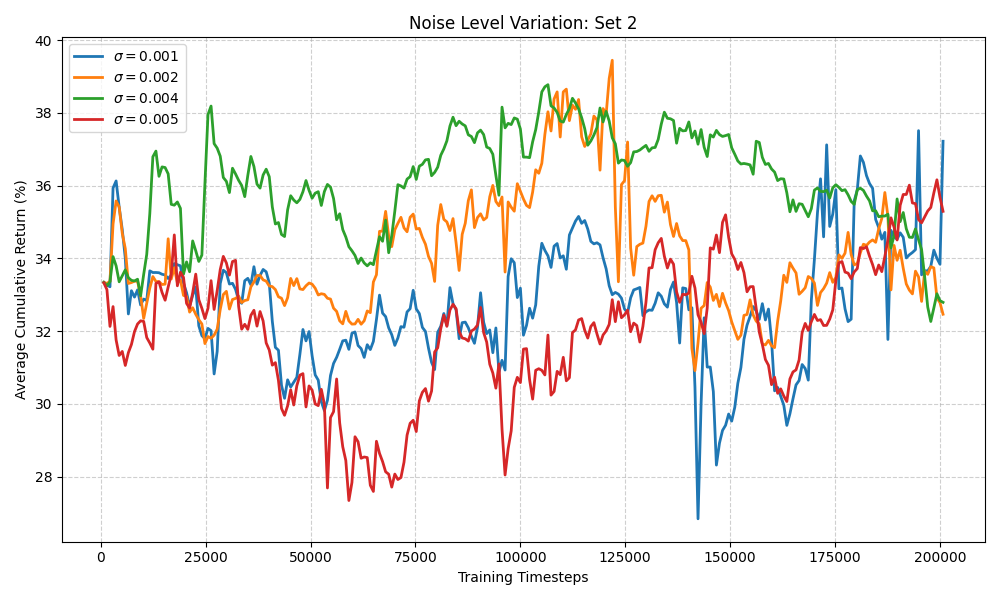 Noise Level Variation: Set 2
σ = 0.001
σ = 0.002
σ = 0.004
σ = 0.005
Average Cumulative Return (%)
40
38
36
34
32
30
28
0
25000
50000
75000
100000
125000
150000
175000
200000
Training Timesteps